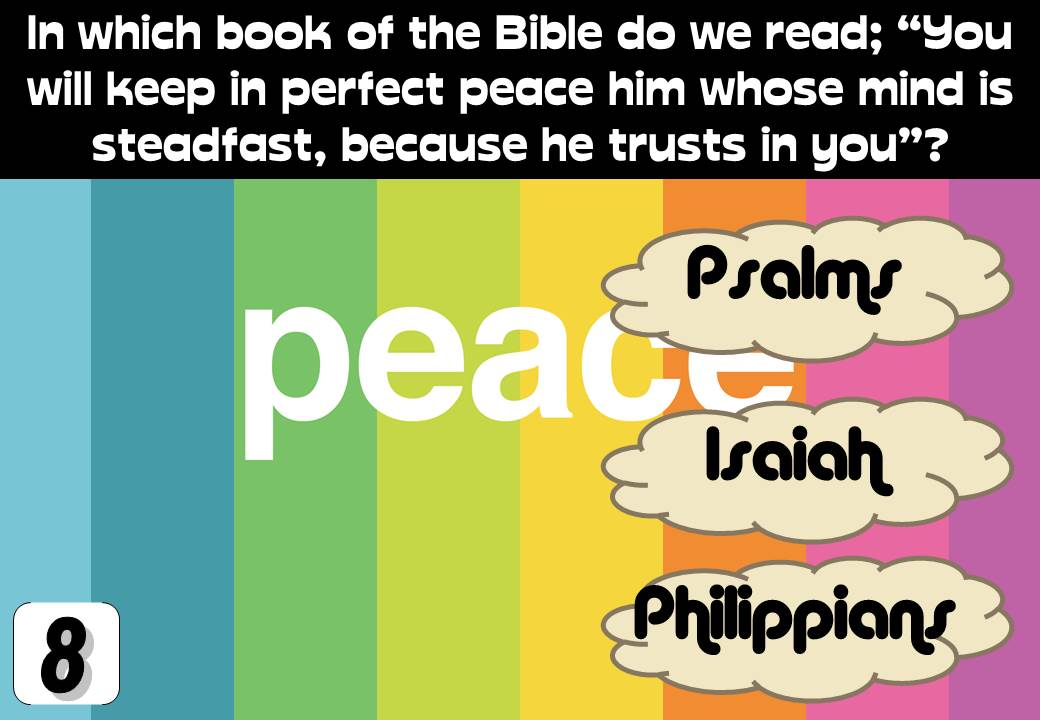 In which book of the Bible do we read; “You
will keep in perfect peace him whose mind is
steadfast, because he trusts in you”?
peace
Psalms
Isaiah
Philippians
8